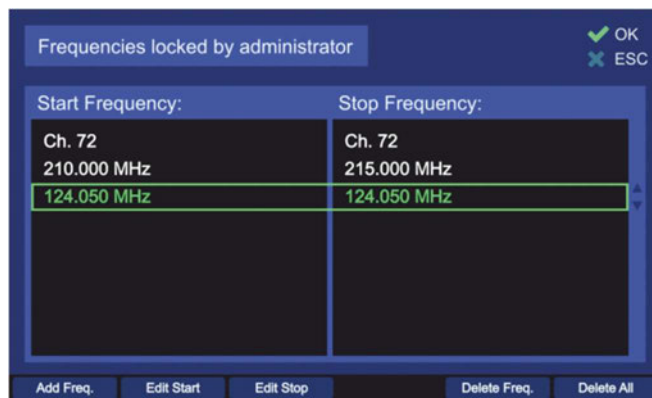 Frequencies locked by administrator
OK
ESC
Start Frequency: Stop Frequency:
Ch. 72 Ch. 72
210.000 MHz 215.000 MHz
124.050 MHz 124.050 MHz
Add Freq. Edit Start Edit Stop Delete Freq. Delete All